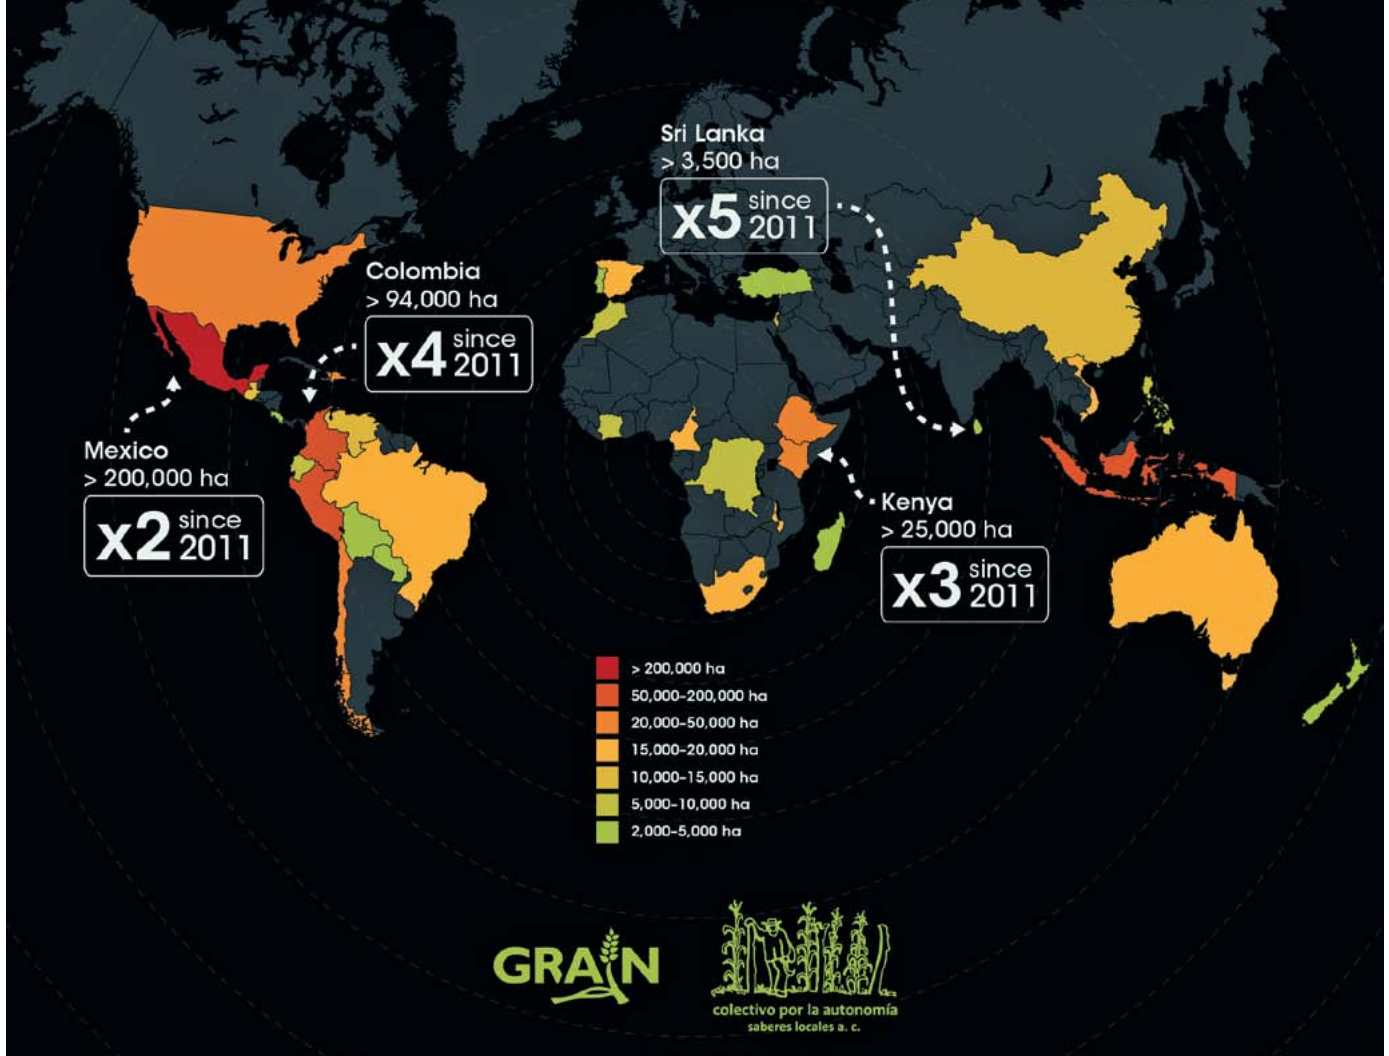 Sri Lanka
> 3,500 ha
x5 since
2011
Colombia
> 94,000 ha
x4 since
2011
Mexico
> 200,000 ha
x2 since
2011
Kenya
> 25,000 ha
x3 since
2011
> 200,000 ha
50,000-200,000 ha
20,000-50,000 ha
15,000-20.000 ha
10,000-15,000 ha
5,000-10,000 ha
2,000-5,000 ha
GRAIN
colectivo por la autonomía
saberes locales a. c.